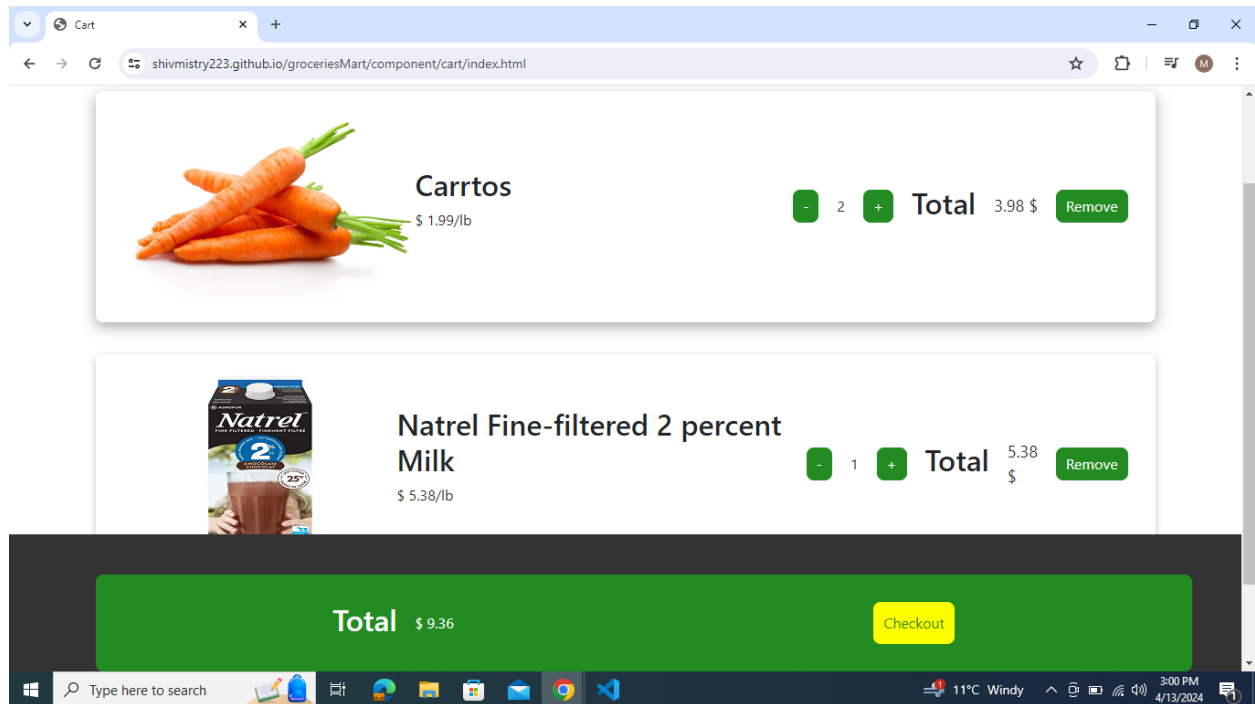 Cart
shivmistry223.github.io/groceriesMart/component/cart/index.html
M
Carrtos
$ 1.99/lb
- 2 + Total 3.98 $ Remove
Natrel
2
Natrel Fine-filtered 2 percent
Milk
$ 5.38/lb
- 1 + Total 5.38
$
Remove
25
Total $ 9.36 Checkout
Type here to search
11°C Windy
3:00 PM
4/13/2024
1